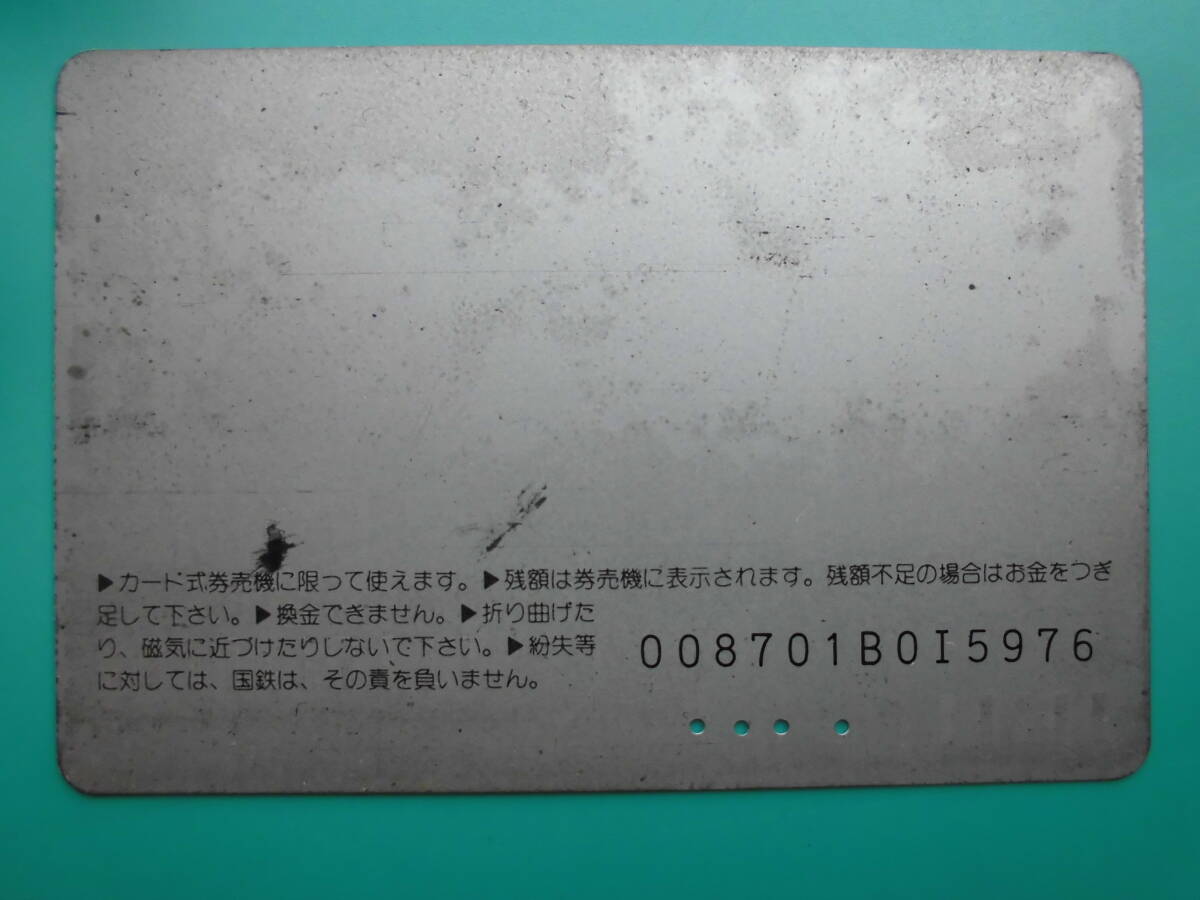 ▶カード式券売機に限って使えます。▶残額は券売機に表示されます。残額不足の場合はお金をつぎ
足して下さい。▶換金できません。▶折り曲げた
り、磁気に近づけたりしないで下さい。▶紛失等
に対しては、国鉄は、その責を負いません。
008701B0I5976